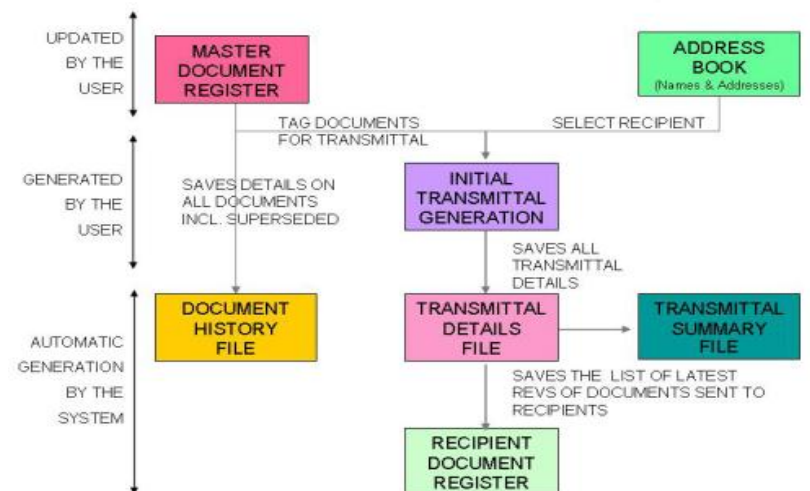 UPDATED
BY THE
USER
MASTER
DOCUMENT
REGISTER
ADDRESS
BOOK
(Names & Addresses)
TAG DOCUMENTS
FOR TRANSMITTAL
SELECT RECIPIENT
GENERATED
BY THE
USER
SAVES DETAILS ON
ALL DOCUMENTS
INCL. SUPERSEDED
INITIAL
TRANSMITTAL
GENERATION
SAVES ALL
TRANSMITTAL
DETAILS
AUTOMATIC
GENERATION
BY THE
SYSTEM
DOCUMENT
HISTORY
FILE
TRANSMITTAL
DETAILS
FILE
TRANSMITTAL
SUMMARY
FILE
SAVES THE LIST OF LATEST
REVS OF DOCUMENTS SENT TO
RECIPIENTS
RECIPIENT
DOCUMENT
REGISTER